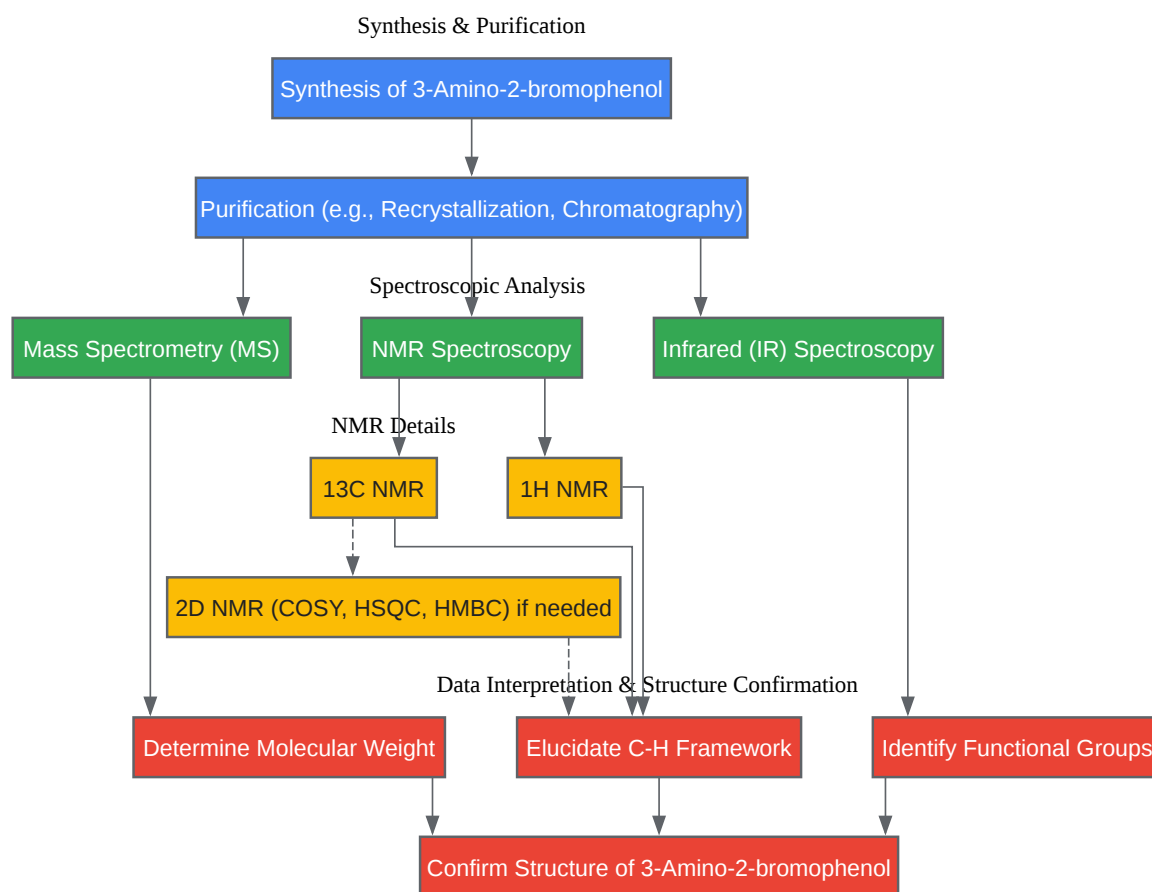 Synthesis & Purification
Synthesis of 3-Amino-2-bromophenol
Purification (e.g., Recrystallization, Chromatography)
Spectroscopic Analysis
Mass Spectrometry (MS)
NMR Spectroscopy
Infrared (IR) Spectroscopy
NMR Details
13C NMR
1H NMR
2D NMR (COSY, HSQC, HMBC) if needed
Data Interpretation & Structure Confirmation
Determine Molecular Weight
Elucidate C-H Framework
Identify Functional Groups
Confirm Structure of 3-Amino-2-bromophenol